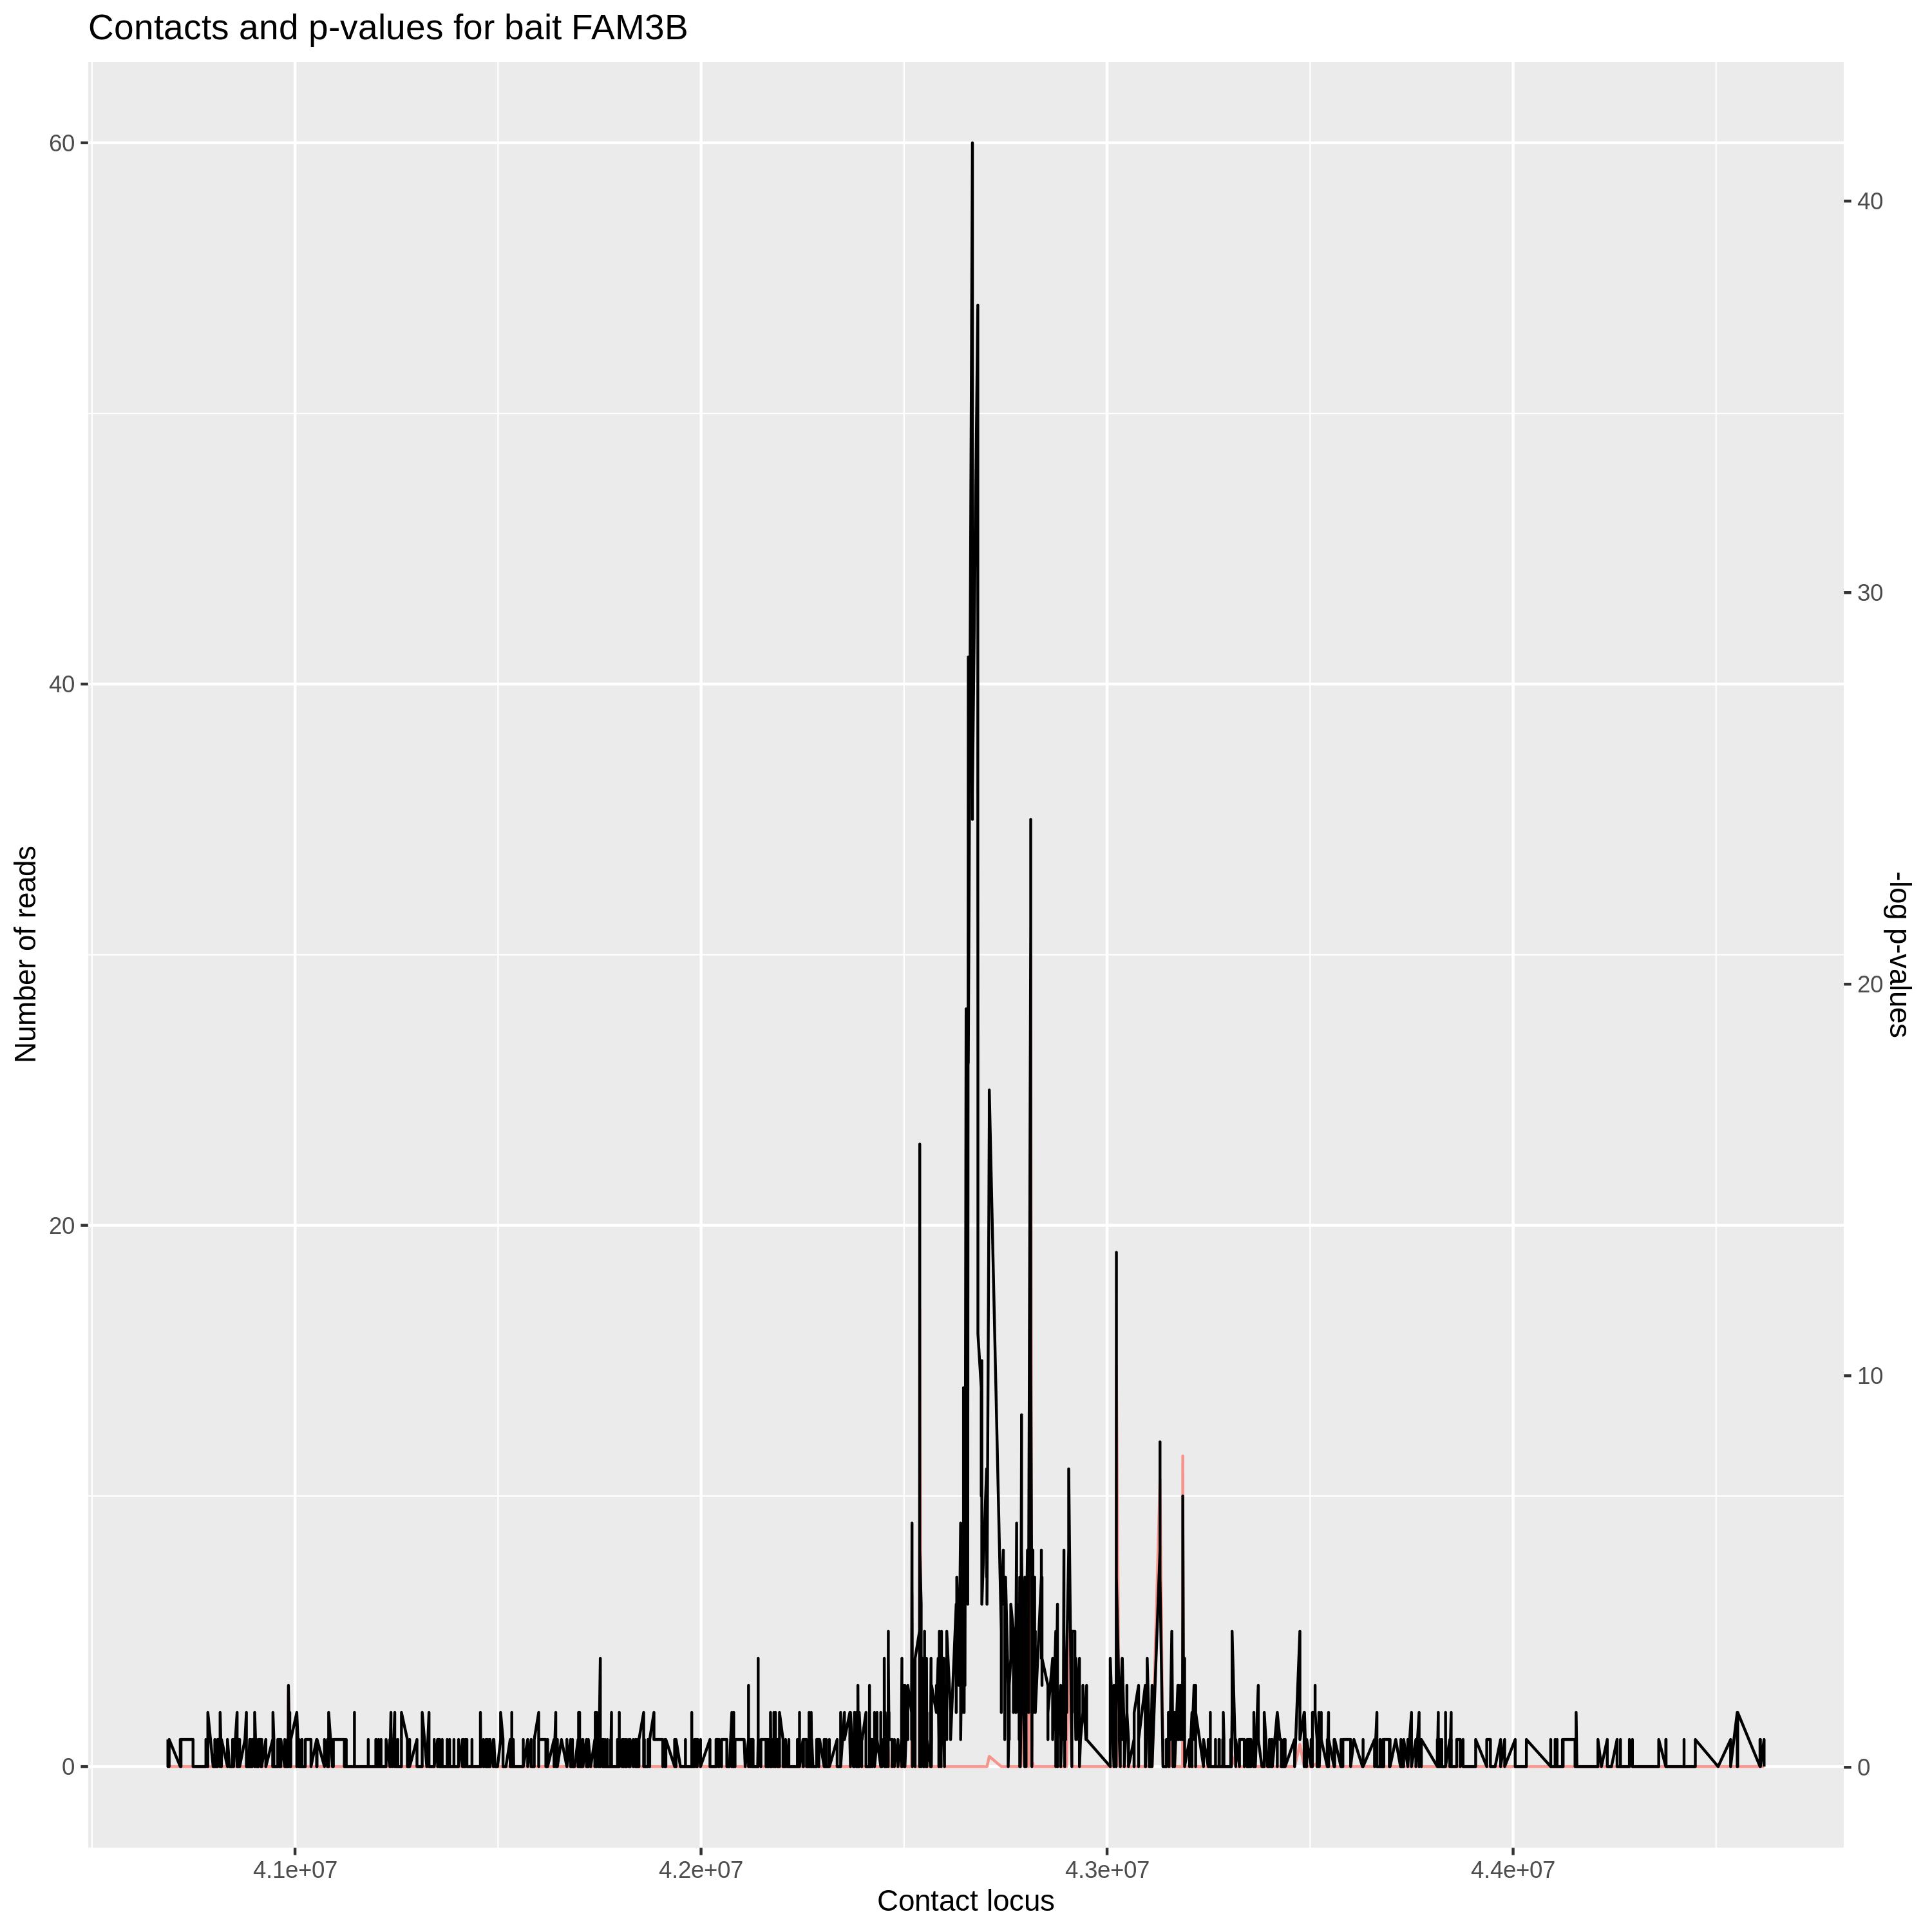 Contacts and p-values for bait FAM3B
60
40
20
0
Number of reads
40
30
20
10
0
-log p-values
4.1e+07
4.2e+07
4.3e+07
4.4e+07
Contact locus